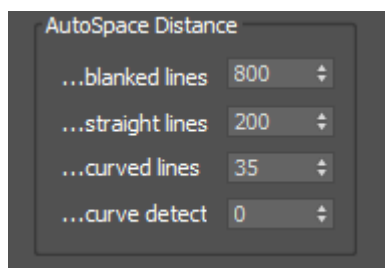 AutoSpace Distance
...blanked lines 800
...straight lines 200
...curved lines 35
...curve detect 0